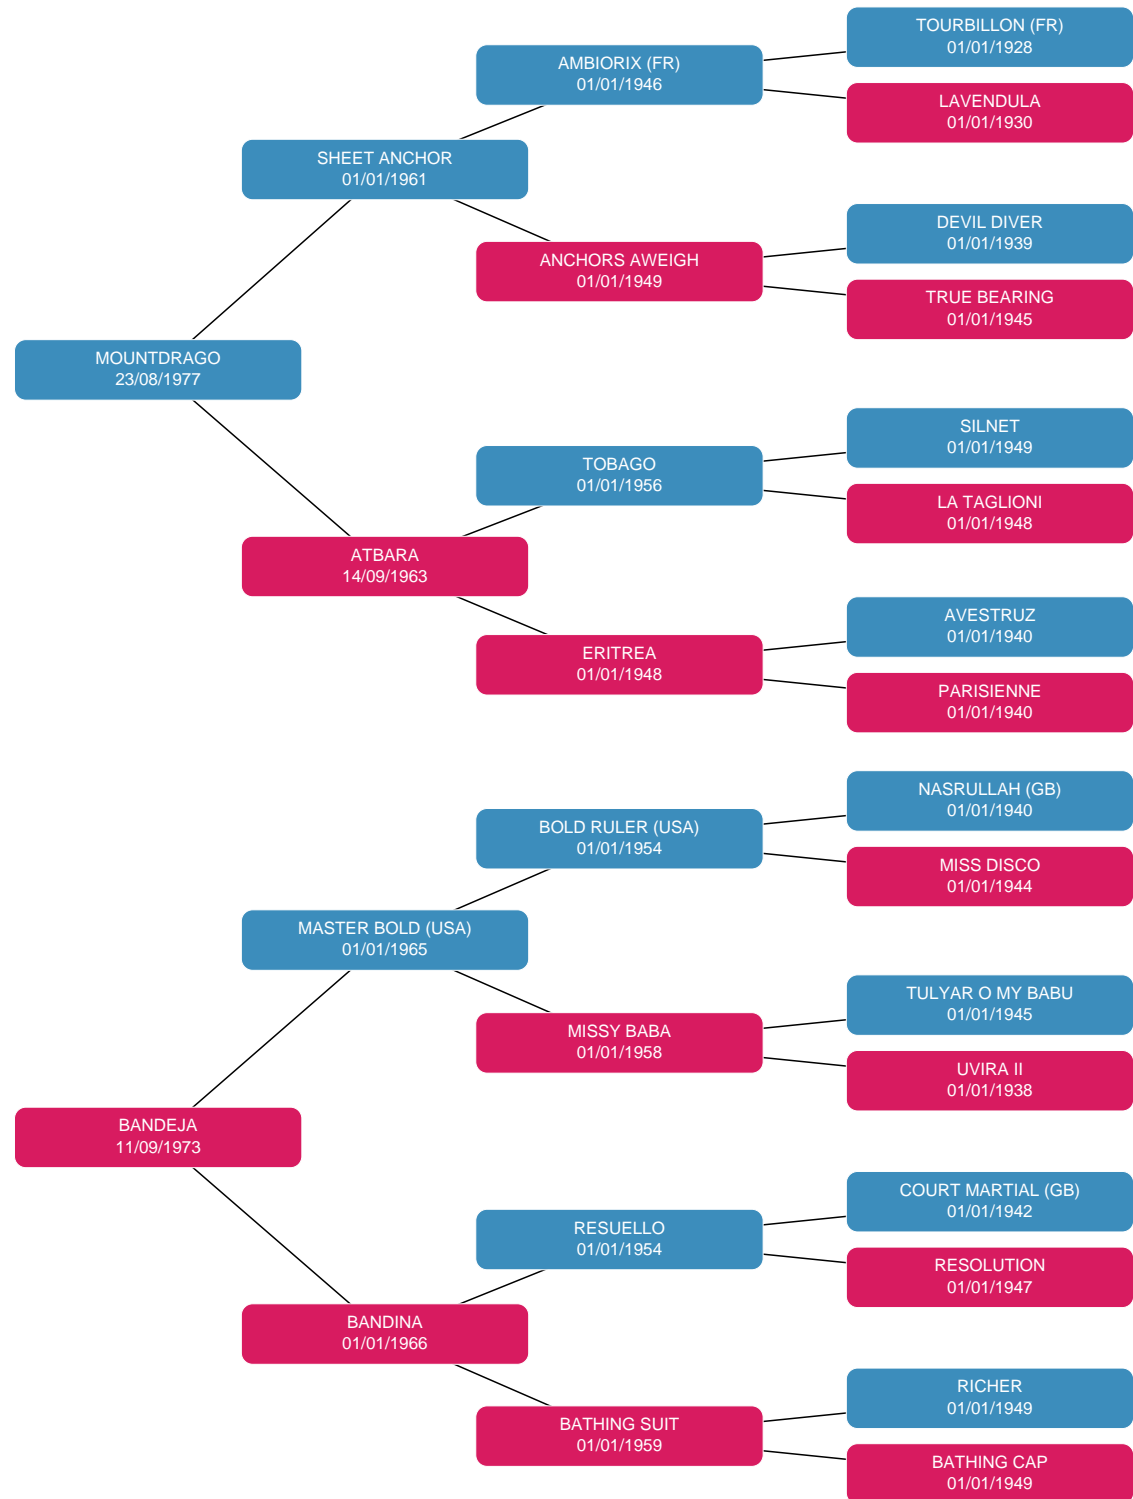 TOURBILLON (FR)
01/01/1928
AMBIORIX (FR)
01/01/1946
LAVENDULA
01/01/1930
SHEET ANCHOR
01/01/1961
DEVIL DIVER
01/01/1939
ANCHORS AWEIGH
01/01/1949
TRUE BEARING
01/01/1945
MOUNTDRAGO
23/08/1977
SILNET
01/01/1949
TOBAGO
01/01/1956
LA TAGLIONI
01/01/1948
ATBARA
14/09/1963
AVESTRUZ
01/01/1940
ERITREA
01/01/1948
PARISIENNE
01/01/1940
NASRULLAH (GB)
01/01/1940
BOLD RULER (USA)
01/01/1954
MISS DISCO
01/01/1944
MASTER BOLD (USA)
01/01/1965
TULYAR O MY BABU
01/01/1945
MISSY BABA
01/01/1958
UVIRA II
01/01/1938
BANDEJA
11/09/1973
COURT MARTIAL (GB)
01/01/1942
RESUELLO
01/01/1954
RESOLUTION
01/01/1947
BANDINA
01/01/1966
RICHER
01/01/1949
BATHING SUIT
01/01/1959
BATHING CAP
01/01/1949